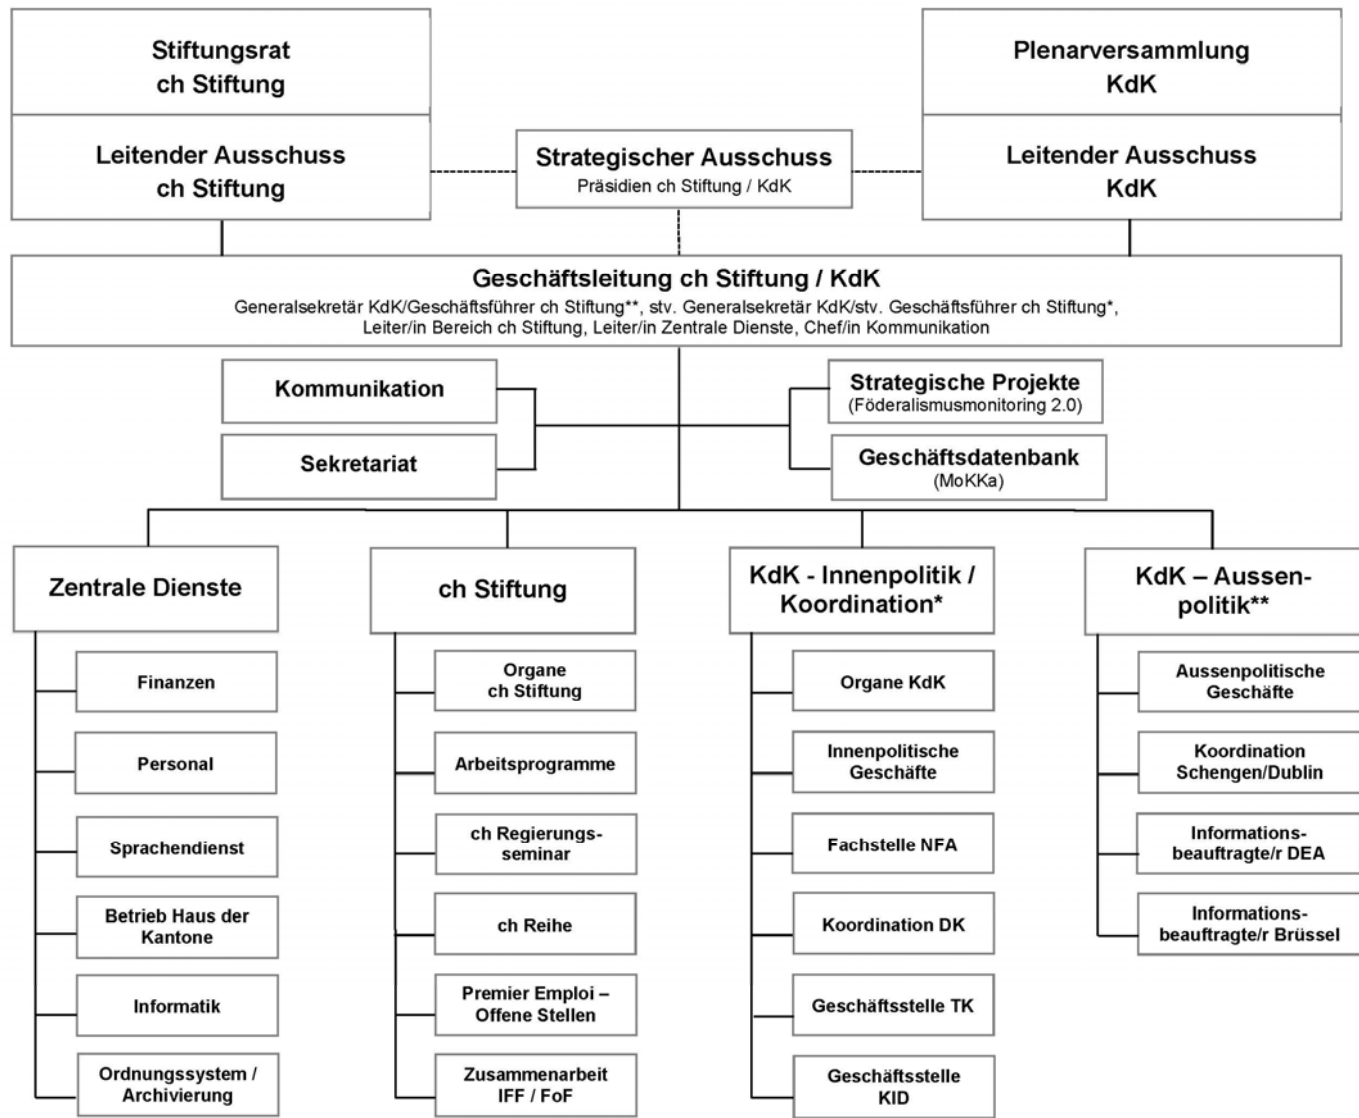 Stiftungsrat
ch Stiftung
Plenarversammlung
KdK
Leitender Ausschuss
ch Stiftung
Strategischer Ausschuss
Präsidien ch Stiftung / KdK
Leitender Ausschuss
KdK
Geschäftsleitung ch Stiftung / KdK
Generalsekretär KdK/Geschäftsführer ch Stiftung**, stv. Generalsekretär KdK/stv. Geschäftsführer ch Stiftung*,
Leiter/in Bereich ch Stiftung, Leiter/in Zentrale Dienste, Chef/in Kommunikation
Kommunikation
Strategische Projekte
(Föderalismusmonitoring 2.0)
Sekretariat
Geschäftsdatenbank
(MoKKa)
Zentrale Dienste
Finanzen
Personal
Sprachendienst
Betrieb Haus der
Kantone
Informatik
Ordnungssystem /
Archivierung
ch Stiftung
Organe
ch Stiftung
Arbeitsprogramme
ch Regierungs-
seminar
ch Reihe
Premier Emploi –
Offene Stellen
Zusammenarbeit
IFF / FoF
KdK - Innenpolitik /
Koordination*
Organe KdK
Innenpolitische
Geschäfte
Fachstelle NFA
Koordination DK
Geschäftsstelle TK
Geschäftsstelle
KID
KdK – Aussen-
politik**
Aussenpolitische
Geschäfte
Koordination
Schengen/Dublin
Informations-
beauftragte/r DEA
Informations-
beauftragte/r Brüssel